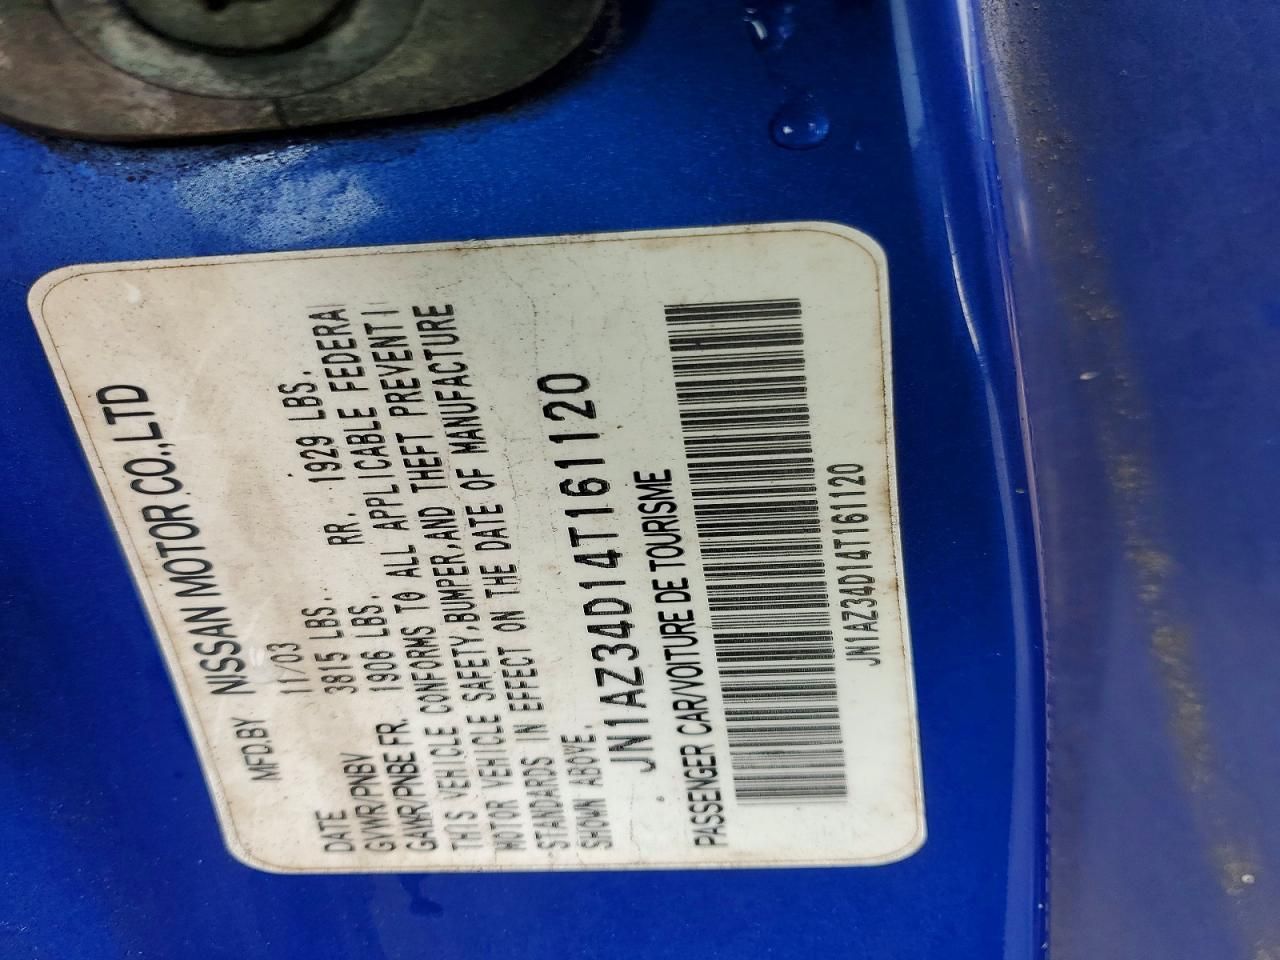 MFD.BY NISSAN MOTOR CO.,LTD
DATE 11/03
GVWR/PNBV 3815 LBS. RR. 1929 LBS.
GAWR/PNBE FR. 1906 LBS.
THIS VEHICLE CONFORMS TO ALL APPLICABLE FEDERAL
MOTOR VEHICLE SAFETY,BUMPER,AND THEFT PREVENTI
STANDARDS IN EFFECT ON THE DATE OF MANUFACTURE
SHOWN ABOVE.
JN1AZ34D14T161120
PASSENGER CAR/VOITURE DE TOURISME
JN1AZ34D14T161120